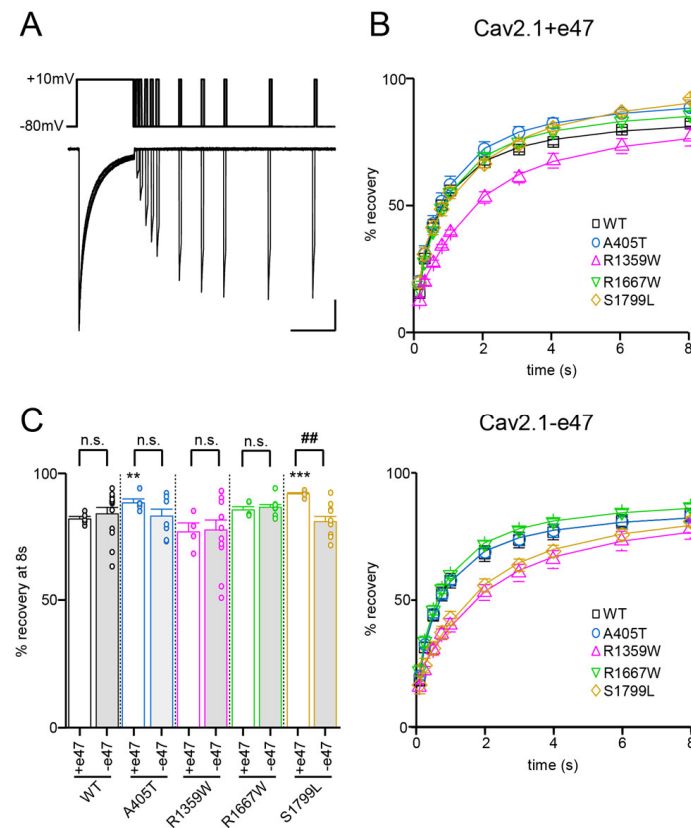 A
+10mV
-80mV
B
Cav2.1+e47
100
50
0
% recovery
WT
A405T
R1359W
R1667W
S1799L
0 2 4 6 8
time (s)
C
n.s. n.s. n.s. n.s. ##
** ***
100
50
0
% recovery at 8s
+e47 -e47 +e47 -e47 +e47 -e47 +e47 -e47 +e47 -e47
WT A405T R1359W R1667W S1799L
Cav2.1-e47
100
50
0
% recovery
WT
A405T
R1359W
R1667W
S1799L
0 2 4 6 8
time (s)